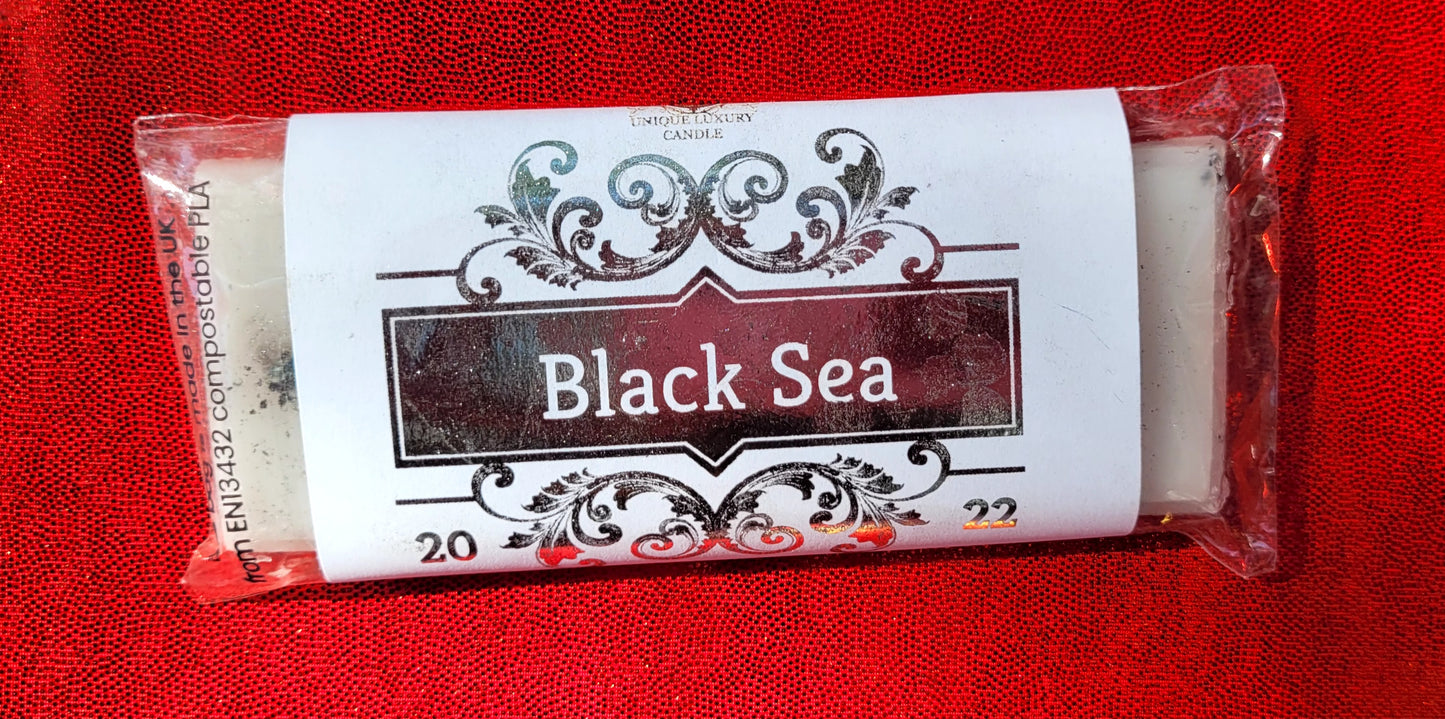 UNIQUE LUXURY
CANDLE
Black Sea
20 22
made in the UK
from EN13432 compostable PLA